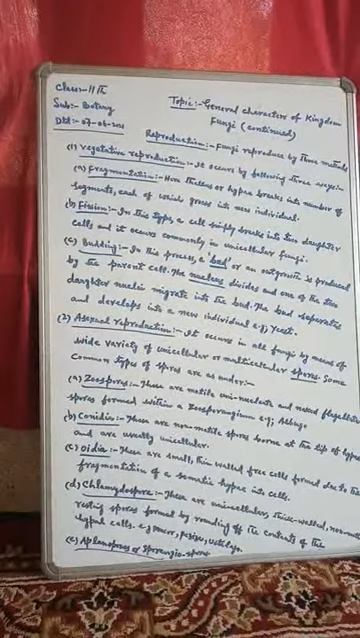 Class:- 11th
Sub:- Botany
Dtd:- 07-06-2021
Topic:- General characters of Kingdom
Fungi (continued)
Reproduction:- Fungi reproduce by three methods
(1) Vegetative reproduction:- It occurs by following three ways:-
(a) Fragmentation:- Here thallus or hypha breaks into number of
segments, each of which grows into new individual.
(b) Fission:- In this type, a cell simply breaks into two daughter
cells and it occurs commonly in unicellular fungi.
(c) Budding:- In this process, a 'bud' or an outgrowth is produced
by the parent cell. The nucleus divides and one of the two
daughter nuclei migrate into the bud. The bud seperates
and develops into a new individual e.g; yeast.
(2) Asexual reproduction:- It occurs in all fungi by means of
wide variety of unicellular or multicellular spores. Some
common types of spores are as under:-
(a) Zoospores:- These are motile uni-nucleate and naked flagellate
spores formed within a zoosporangium e.g; Albugo
(b) Conidia:- These are non-motile spores borne at the tip of hyphae
and are usually unicellular.
(c) Oidia:- These are small, thin walled free cells formed due to the
fragmentation of a somatic hyphae into cells.
(d) Chlamydospore:- These are unicellular, thick-walled, non-motile
resting spores formed by rounding off the contents of the
hyphal cells. e.g;
(e) Aplanospores or sporangio-spores